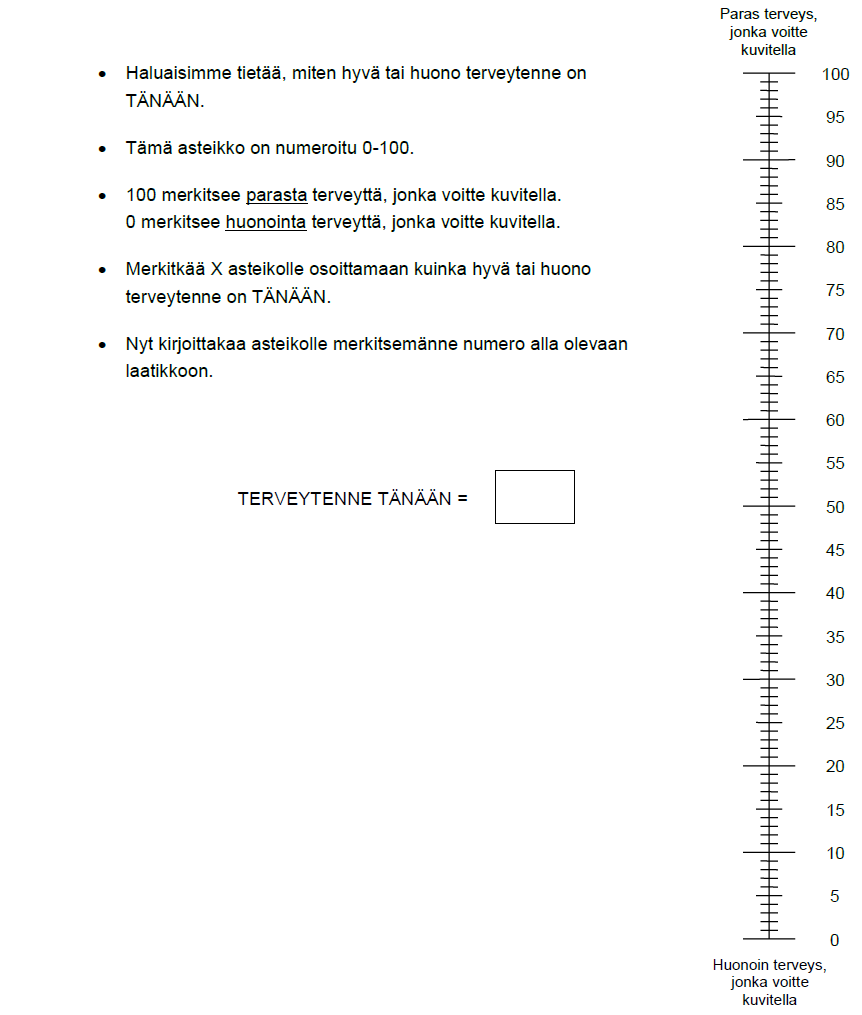 Paras terveys,
jonka voitte
kuvitella
• Haluaisimme tietää, miten hyvä tai huono terveytenne on
TÄNÄÄN.
• Tämä asteikko on numeroitu 0-100.
• 100 merkitsee parasta terveyttä, jonka voitte kuvitella.
0 merkitsee huonointa terveyttä, jonka voitte kuvitella.
• Merkitkää X asteikolle osoittamaan kuinka hyvä tai huono
terveytenne on TÄNÄÄN.
• Nyt kirjoittakaa asteikolle merkitsemänne numero alla olevaan
laatikkoon.
TERVEYTENNE TÄNÄÄN =
100
95
90
85
80
75
70
65
60
55
50
45
40
35
30
25
20
15
10
5
0
Huonoin terveys,
jonka voitte
kuvitella